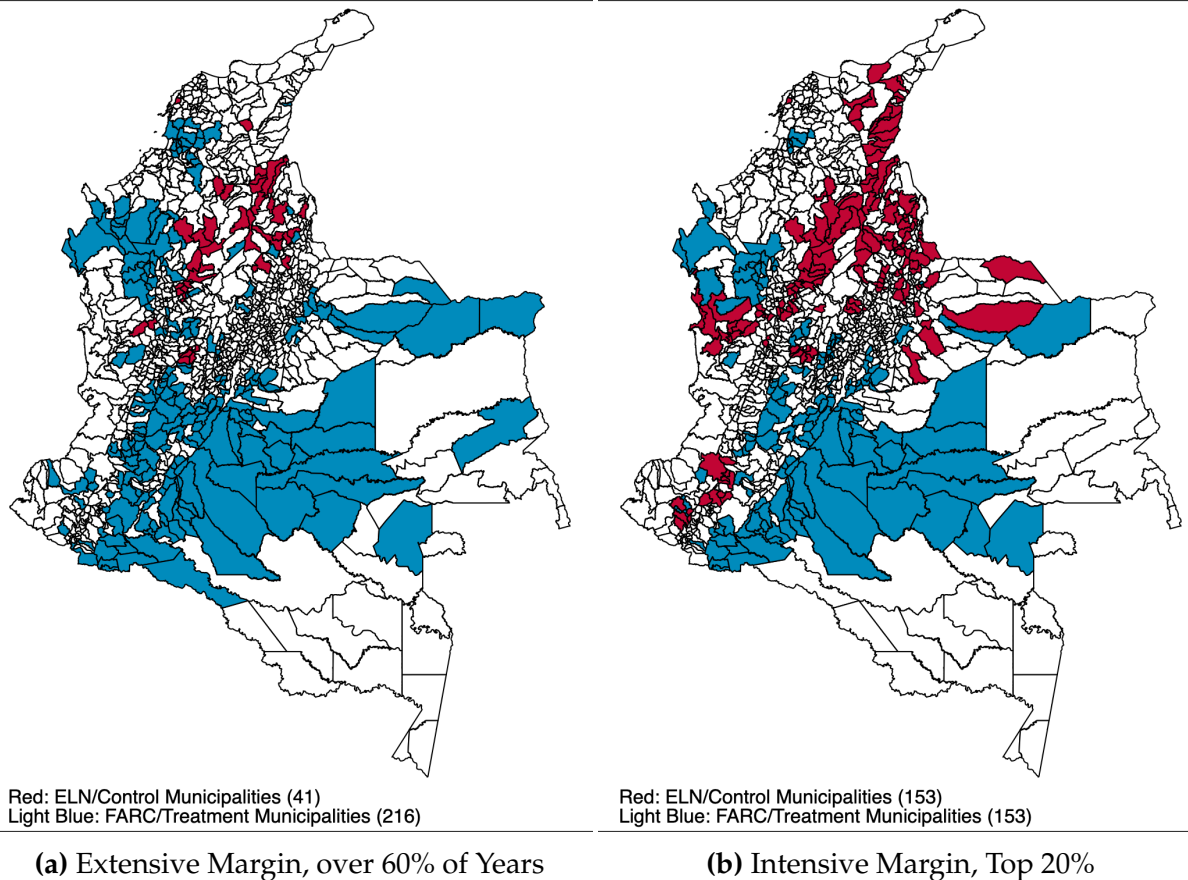 Red: ELN/Control Municipalities (41)
Light Blue: FARC/Treatment Municipalities (216)
(a) Extensive Margin, over 60% of Years
Red: ELN/Control Municipalities (153)
Light Blue: FARC/Treatment Municipalities (153)
(b) Intensive Margin, Top 20%